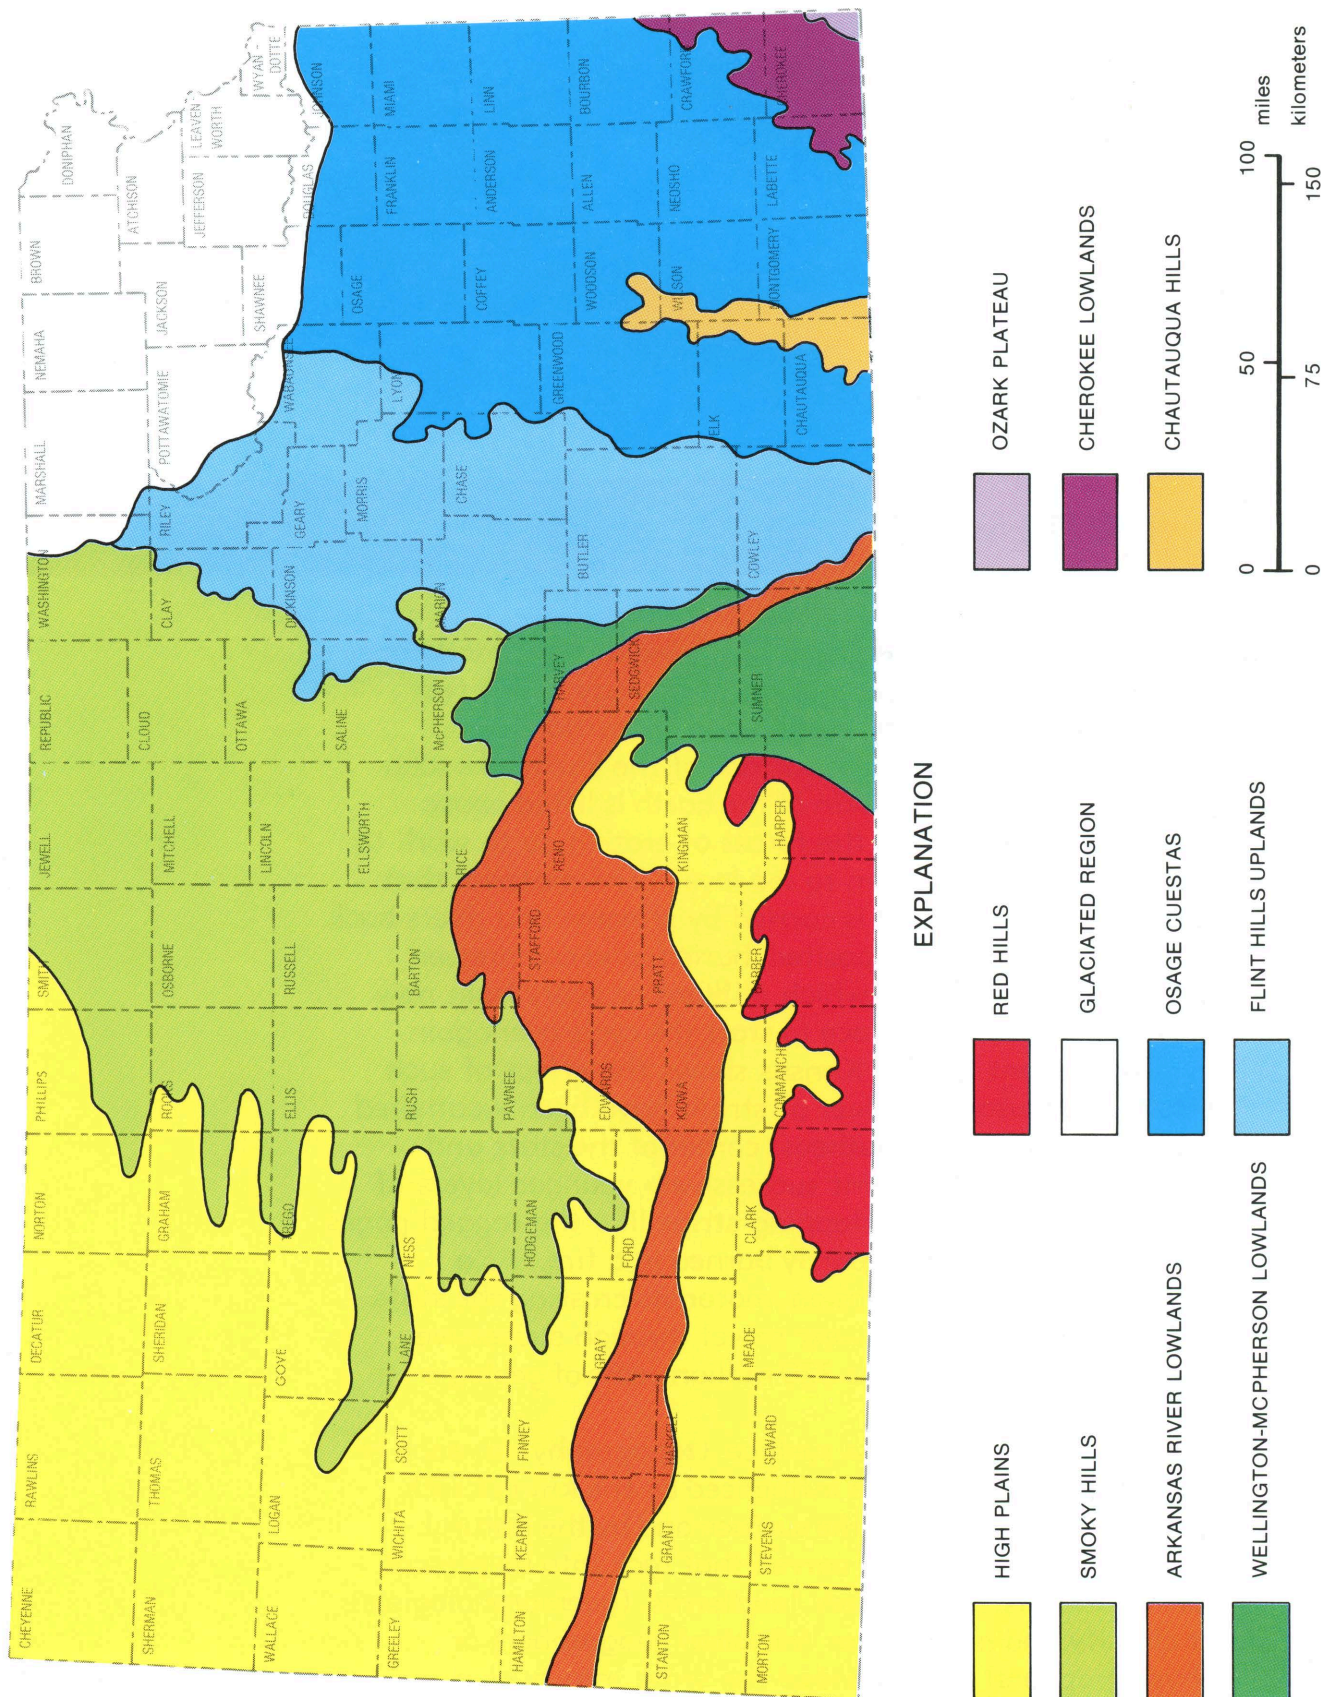 CHEYENNE RAWLINS DECATUR NORTON PHILLIPS SMITH JEWELL REPUBLIC WASHINGTON MARSHALL NEMAHA BROWN DONIPHAN
SHERMAN THOMAS SHERIDAN GRAHAM ROOKS OSBORNE MITCHELL CLOUD CLAY RILEY POTTAWATOMIE JACKSON ATCHISON
JEFFERSON LEAVEN
WORTH
WALLACE LOGAN GOVE TREGO ELLIS RUSSELL LINCOLN OTTAWA DICKINSON GEARY WABAUNSEE SHAWNEE DOUGLAS WYAN
DOTTE
JOHNSON
GREELEY WICHITA SCOTT LANE NESS RUSH BARTON ELLSWORTH SALINE MORRIS LYON OSAGE FRANKLIN MIAMI
HAMILTON KEARNY FINNEY HODGEMAN PAWNEE STAFFORD RICE McPHERSON MARION CHASE COFFEY ANDERSON LINN
GRAY FORD EDWARDS RENO HARVEY BUTLER GREENWOOD WOODSON ALLEN BOURBON
STANTON GRANT HASKELL KIOWA PRATT KINGMAN SEDGWICK ELK WILSON NEOSHO CRAWFORD
MORTON STEVENS SEWARD MEADE CLARK COMMANCHE BARBER HARPER SUMNER COWLEY CHAUTAUQUA MONTGOMERY LABETTE CHEROKEE
EXPLANATION
HIGH PLAINS
SMOKY HILLS
ARKANSAS RIVER LOWLANDS
WELLINGTON-MCPHERSON LOWLANDS
RED HILLS
GLACIATED REGION
OSAGE CUESTAS
FLINT HILLS UPLANDS
OZARK PLATEAU
CHEROKEE LOWLANDS
CHAUTAUQUA HILLS
0 50 100 miles
0 75 150 kilometers